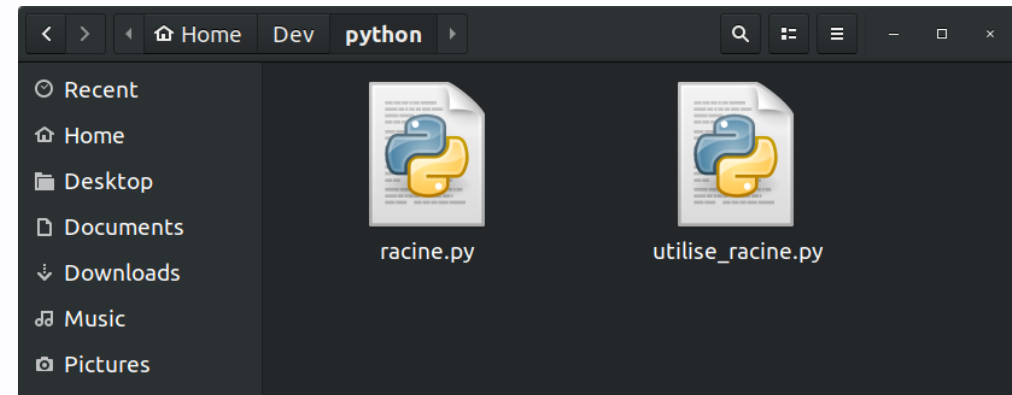 Home Dev python
Recent
Home
Desktop
Documents
Downloads
Music
Pictures
racine.py utilise_racine.py